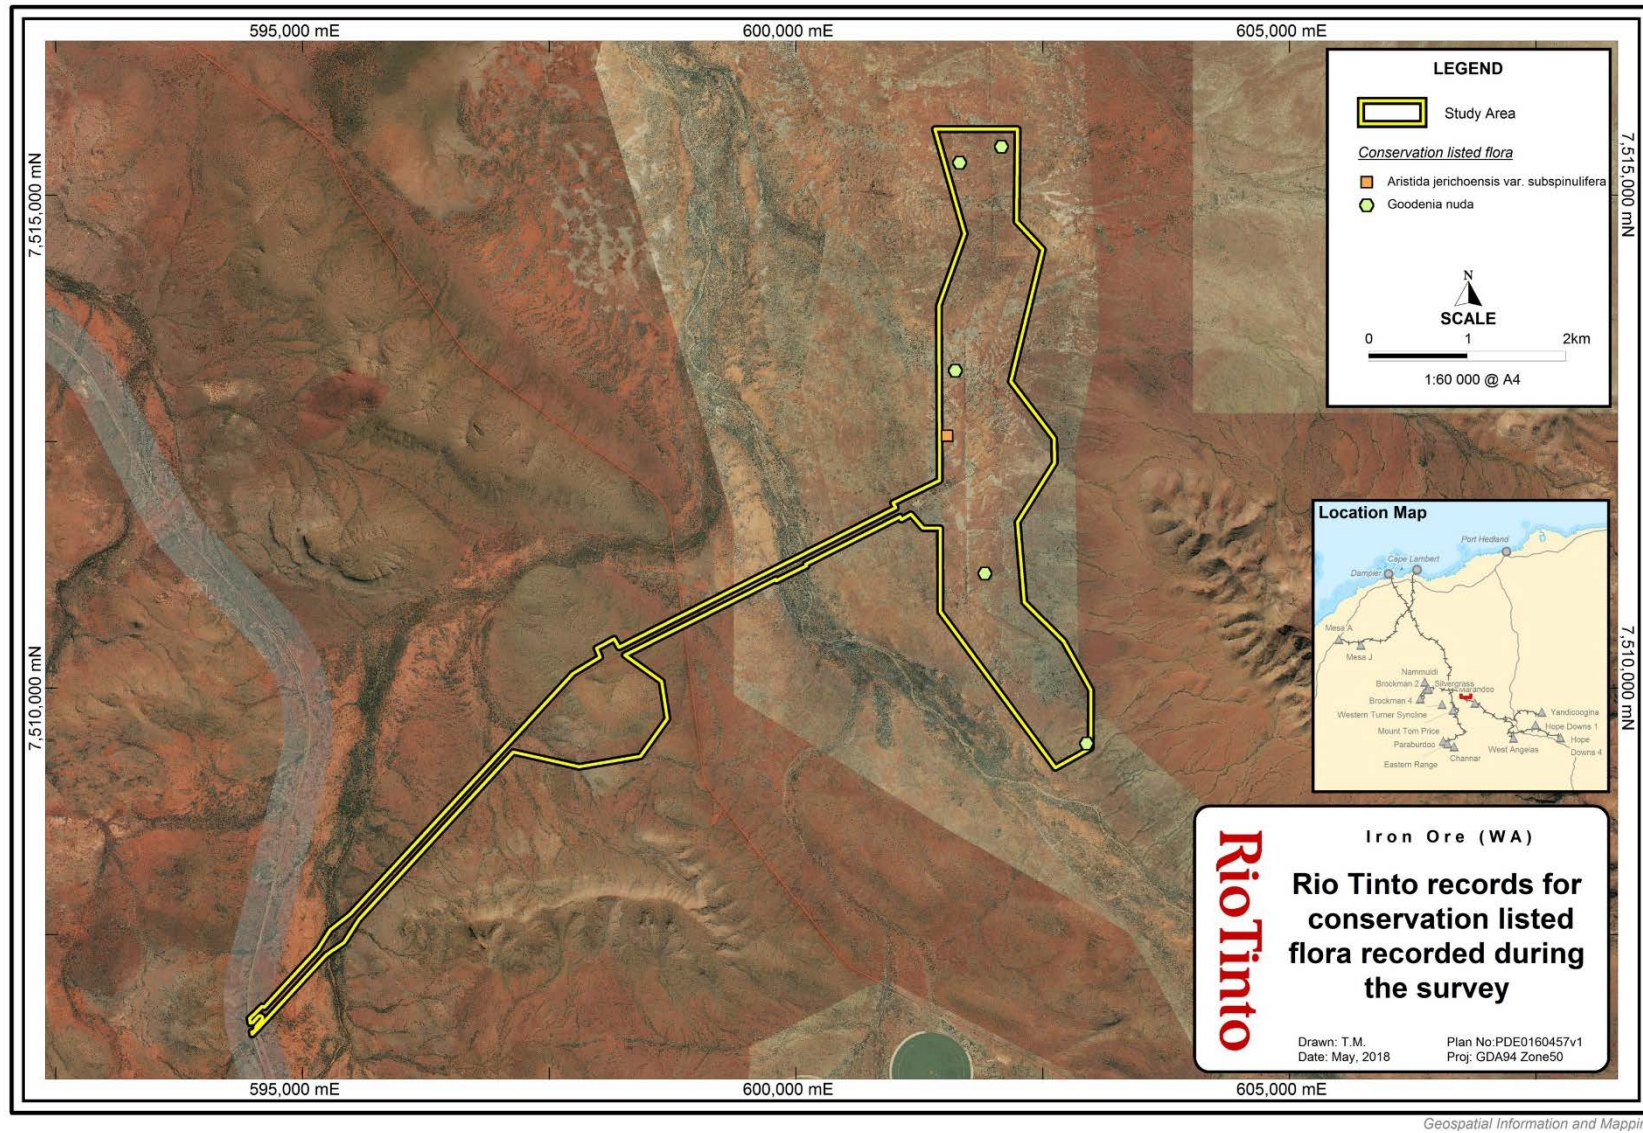 595,000 mE
600,000 mE
605,000 mE
7,515,000 mN
7,510,000 mN
LEGEND
Study Area
Conservation listed flora
Aristida jerichoensis var. subspinulifera
Goodenia nuda
N
SCALE
0 1 2km
1:60 000 @ A4
7,515,000 mN
7,510,000 mN
Location Map
Port Hedland
Cape Lambert
Dampier
Mesa A
Mesa J
Nammuldi
Brockman 2
Silvergrass
Marandoo
Brockman 4
Western Turner Syncline
Yandicoogina
Hope Downs 1
Mount Tom Price
Hope
Downs 4
Paraburdoo
West Angelas
Channar
Eastern Range
RioTinto
Iron Ore (WA)
Rio Tinto records for
conservation listed
flora recorded during
the survey
Drawn: T.M.
Date: May, 2018
Plan No:PDE0160457v1
Proj: GDA94 Zone50
595,000 mE
600,000 mE
605,000 mE
Geospatial Information and Mappin